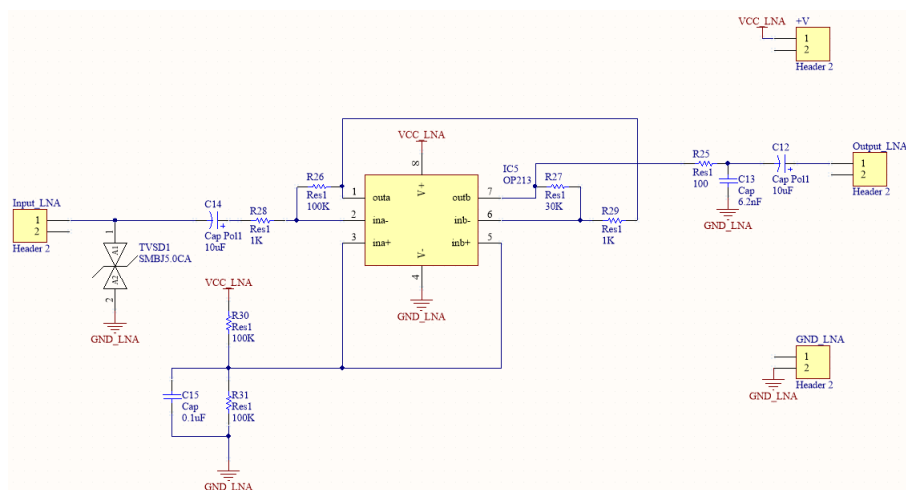 VCC_LNA
+V
1
2
Header 2
VCC_LNA
8
V+
IC5
OP213
R26
Res1
100K
1
outa
2
ina-
3
ina+
7
outb
6
inb-
5
inb+
V-
4
GND_LNA
R27
Res1
30K
R29
Res1
1K
R25
Res1
100
C13
Cap
6.2nF
GND_LNA
C12
Cap Pol1
10uF
Output_LNA
1
2
Header 2
Input_LNA
1
2
Header 2
C14
Cap Pol1
10uF
R28
Res1
1K
1
A1
A2
2
TVSD1
SMBJ5.0CA
GND_LNA
VCC_LNA
R30
Res1
100K
C15
Cap
0.1uF
R31
Res1
100K
GND_LNA
GND_LNA
1
2
Header 2
GND_LNA